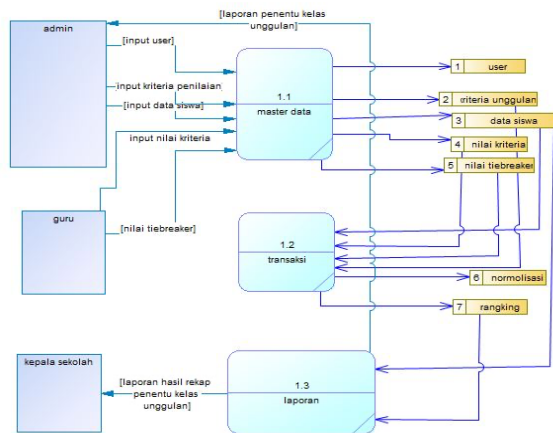 [laporan penentu kelas
unggulan]
admin
[input user]
input kriteria penilaian
[input data siswa]
input nilai kriteria
1.1
master data
1 user
2 criteria unggulan
3 data siswa
4 nilai kriteria
5 nilai tiebreaker
guru
[nilai tiebreaker]
1.2
transaksi
6 normolisasi
7 rangking
kepala sekolah
[laporan hasil rekap
penentu kelas
unggulan]
1.3
laporan